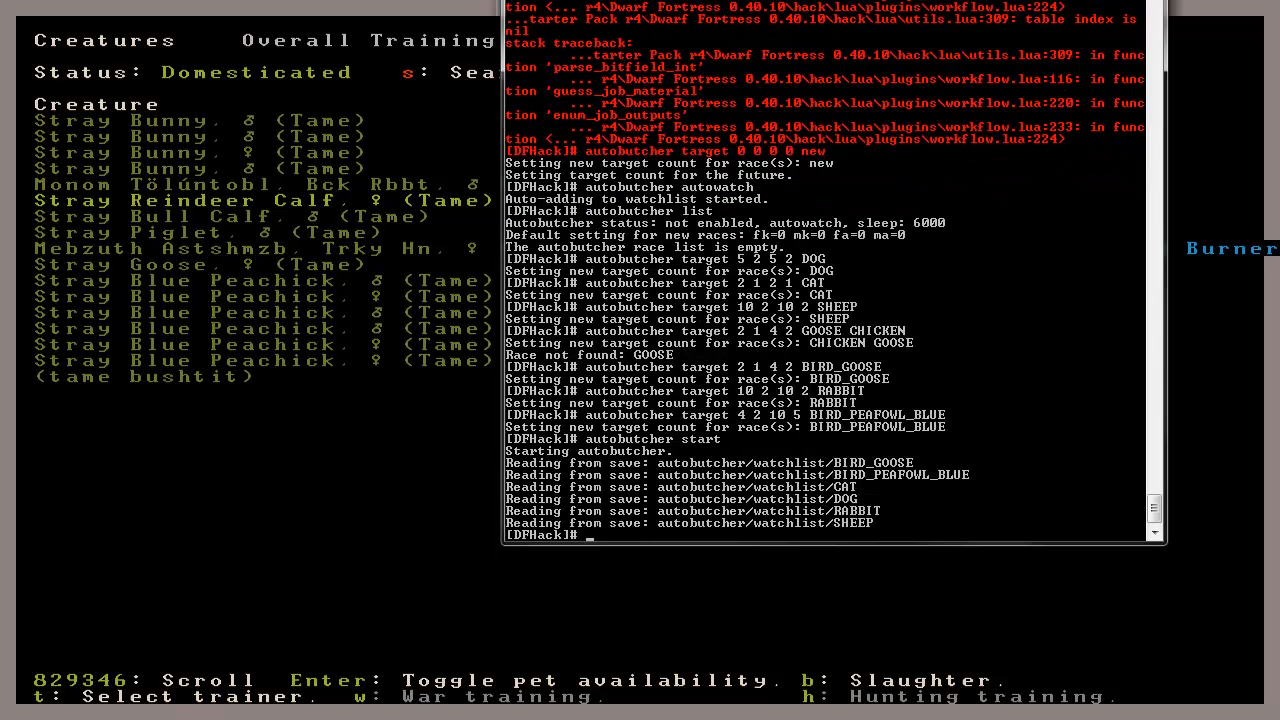 Creatures Overall Training
Status: Domesticated s: Sea
Creature
Stray Bunny, ♂ (Tame)
Stray Bunny, ♂ (Tame)
Stray Bunny, ♀ (Tame)
Stray Bunny, ♂ (Tame)
Monom Tölúntobl, Bck Rbbt, ♂
Stray Reindeer Calf, ♀ (Tame)
Stray Bull Calf, ♂ (Tame)
Stray Piglet, ♂ (Tame)
Mebzuth Astshmzb, Trky Hn, ♀
Stray Goose, ♀ (Tame)
Stray Blue Peachick, ♂ (Tame)
Stray Blue Peachick, ♀ (Tame)
Stray Blue Peachick, ♂ (Tame)
Stray Blue Peachick, ♂ (Tame)
Stray Blue Peachick, ♀ (Tame)
Stray Blue Peachick, ♀ (Tame)
(tame bushtit)
tion <... r4\Dwarf Fortress 0.40.10\hack\lua\plugins\workflow.lua:224>
...tarter Pack r4\Dwarf Fortress 0.40.10\hack\lua\utils.lua:309: table index is
nil
stack traceback:
...tarter Pack r4\Dwarf Fortress 0.40.10\hack\lua\utils.lua:309: in func
tion 'parse_bitfield_int'
... r4\Dwarf Fortress 0.40.10\hack\lua\plugins\workflow.lua:116: in func
tion 'guess_job_material'
... r4\Dwarf Fortress 0.40.10\hack\lua\plugins\workflow.lua:220: in func
tion 'enum_job_outputs'
... r4\Dwarf Fortress 0.40.10\hack\lua\plugins\workflow.lua:233: in func
tion <... r4\Dwarf Fortress 0.40.10\hack\lua\plugins\workflow.lua:224>
[DFHack]# autobutcher target 0 0 0 0 new
Setting new target count for race(s): new
Setting target count for the future.
[DFHack]# autobutcher autowatch
Auto-adding to watchlist started.
[DFHack]# autobutcher list
Autobutcher status: not enabled, autowatch, sleep: 6000
Default setting for new races: fk=0 mk=0 fa=0 ma=0
The autobutcher race list is empty.
[DFHack]# autobutcher target 5 2 5 2 DOG
Setting new target count for race(s): DOG
[DFHack]# autobutcher target 2 1 2 1 CAT
Setting new target count for race(s): CAT
[DFHack]# autobutcher target 10 2 10 2 SHEEP
Setting new target count for race(s): SHEEP
[DFHack]# autobutcher target 2 1 4 2 GOOSE CHICKEN
Setting new target count for race(s): CHICKEN GOOSE
Race not found: GOOSE
[DFHack]# autobutcher target 2 1 4 2 BIRD_GOOSE
Setting new target count for race(s): BIRD_GOOSE
[DFHack]# autobutcher target 10 2 10 2 RABBIT
Setting new target count for race(s): RABBIT
[DFHack]# autobutcher target 4 2 10 5 BIRD_PEAFOWL_BLUE
Setting new target count for race(s): BIRD_PEAFOWL_BLUE
[DFHack]# autobutcher start
Starting autobutcher.
Reading from save: autobutcher/watchlist/BIRD_GOOSE
Reading from save: autobutcher/watchlist/BIRD_PEAFOWL_BLUE
Reading from save: autobutcher/watchlist/CAT
Reading from save: autobutcher/watchlist/DOG
Reading from save: autobutcher/watchlist/RABBIT
Reading from save: autobutcher/watchlist/SHEEP
[DFHack]# _
Burner
829346: Scroll Enter: Toggle pet availability. b: Slaughter.
t: Select trainer. w: War training. h: Hunting training.